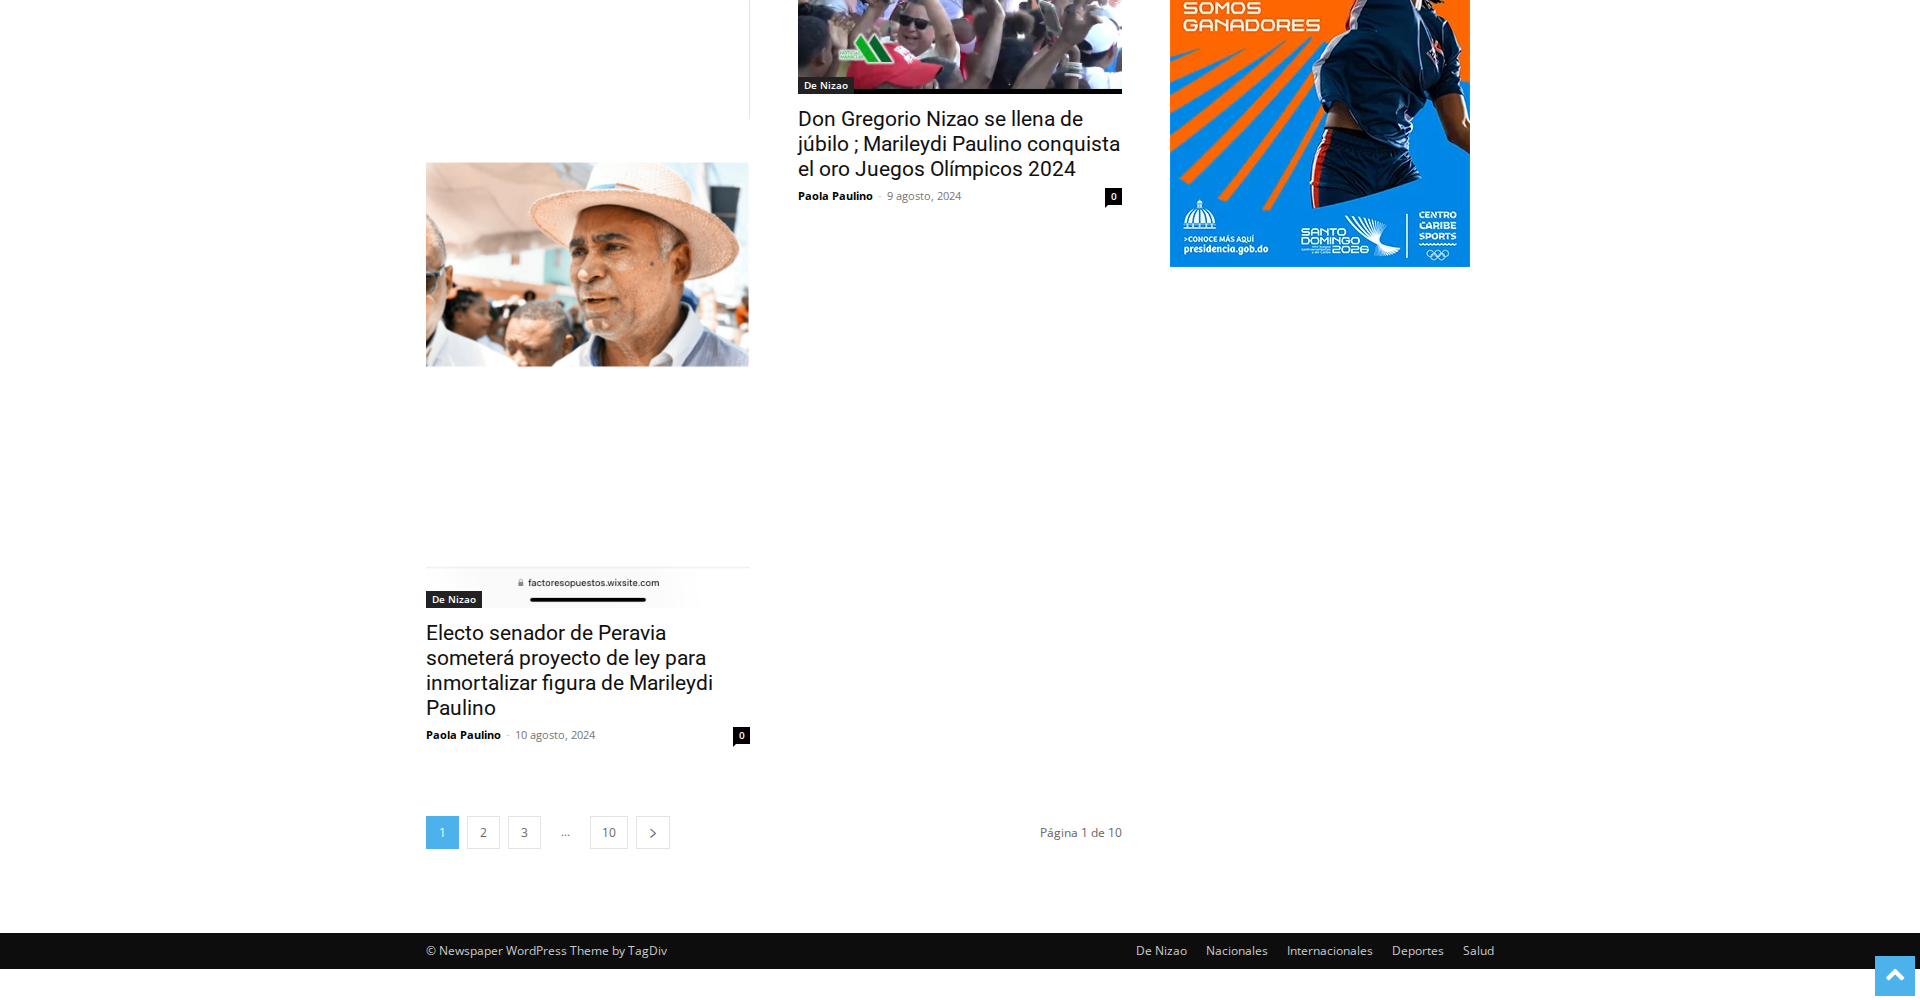 De Nizao
Don Gregorio Nizao se llena de
júbilo ; Marileydi Paulino conquista
el oro Juegos Olímpicos 2024
Paola Paulino - 9 agosto, 2024
0
SOMOS
GANADORES
>CONOCE MÁS AQUÍ
presidencia.gob.do
SANTO
DOMINGO
2026
CENTRO
CARIBE
SPORTS
factoresopuestos.wixsite.com
De Nizao
Electo senador de Peravia
someterá proyecto de ley para
inmortalizar figura de Marileydi
Paulino
Paola Paulino - 10 agosto, 2024
0
1 2 3 ... 10
Página 1 de 10
© Newspaper WordPress Theme by TagDiv
De Nizao Nacionales Internacionales Deportes Salud